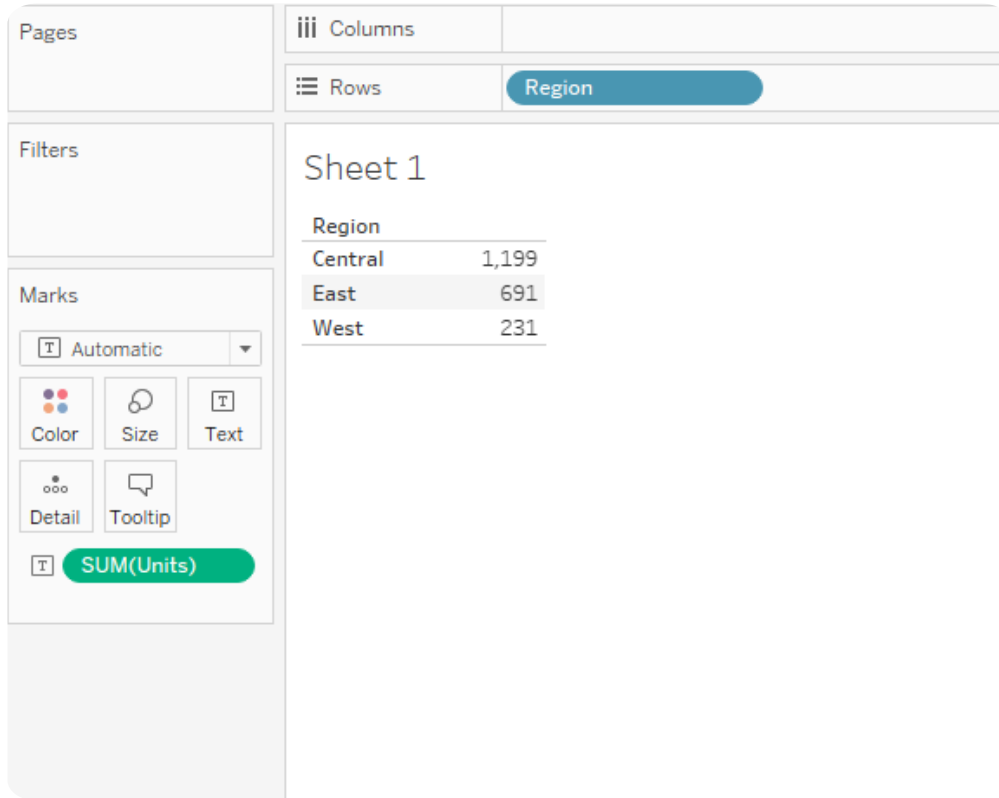 Pages
iii Columns
Rows Region
Filters
Sheet 1
Region
Central 1,199
East 691
West 231
Marks
T Automatic
T
Color Size Text
Detail Tooltip
T SUM(Units)